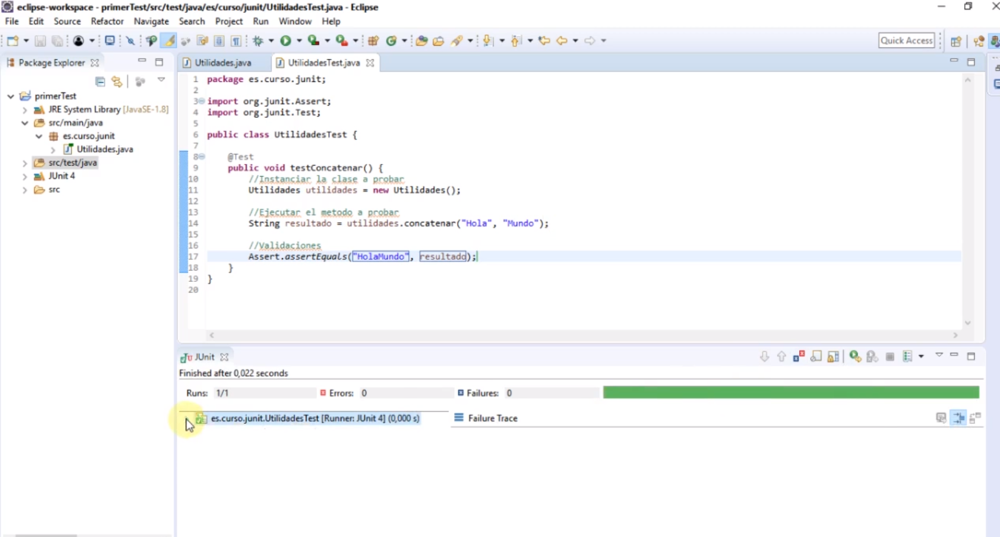 eclipse-workspace - primerTest/src/test/java/es/curso/junit/UtilidadesTest.java - Eclipse
File Edit Source Refactor Navigate Search Project Run Window Help
Quick Access
Package Explorer
Utilidades.java
UtilidadesTest.java
primerTest
JRE System Library [JavaSE-1.8]
src/main/java
es.curso.junit
Utilidades.java
src/test/java
JUnit 4
src
1 package es.curso.junit;
2
3 import org.junit.Assert;
4 import org.junit.Test;
5
6 public class UtilidadesTest {
7
8 @Test
9 public void testConcatenar() {
10 //Instanciar la clase a probar
11 Utilidades utilidades = new Utilidades();
12
13 //Ejecutar el metodo a probar
14 String resultado = utilidades.concatenar("Hola", "Mundo");
15
16 //Validaciones
17 Assert.assertEquals("HolaMundo", resultado);
18 }
19 }
20
JUnit
Finished after 0,022 seconds
Runs: 1/1 Errors: 0 Failures: 0
es.curso.junit.UtilidadesTest [Runner: JUnit 4] (0,000 s)
Failure Trace